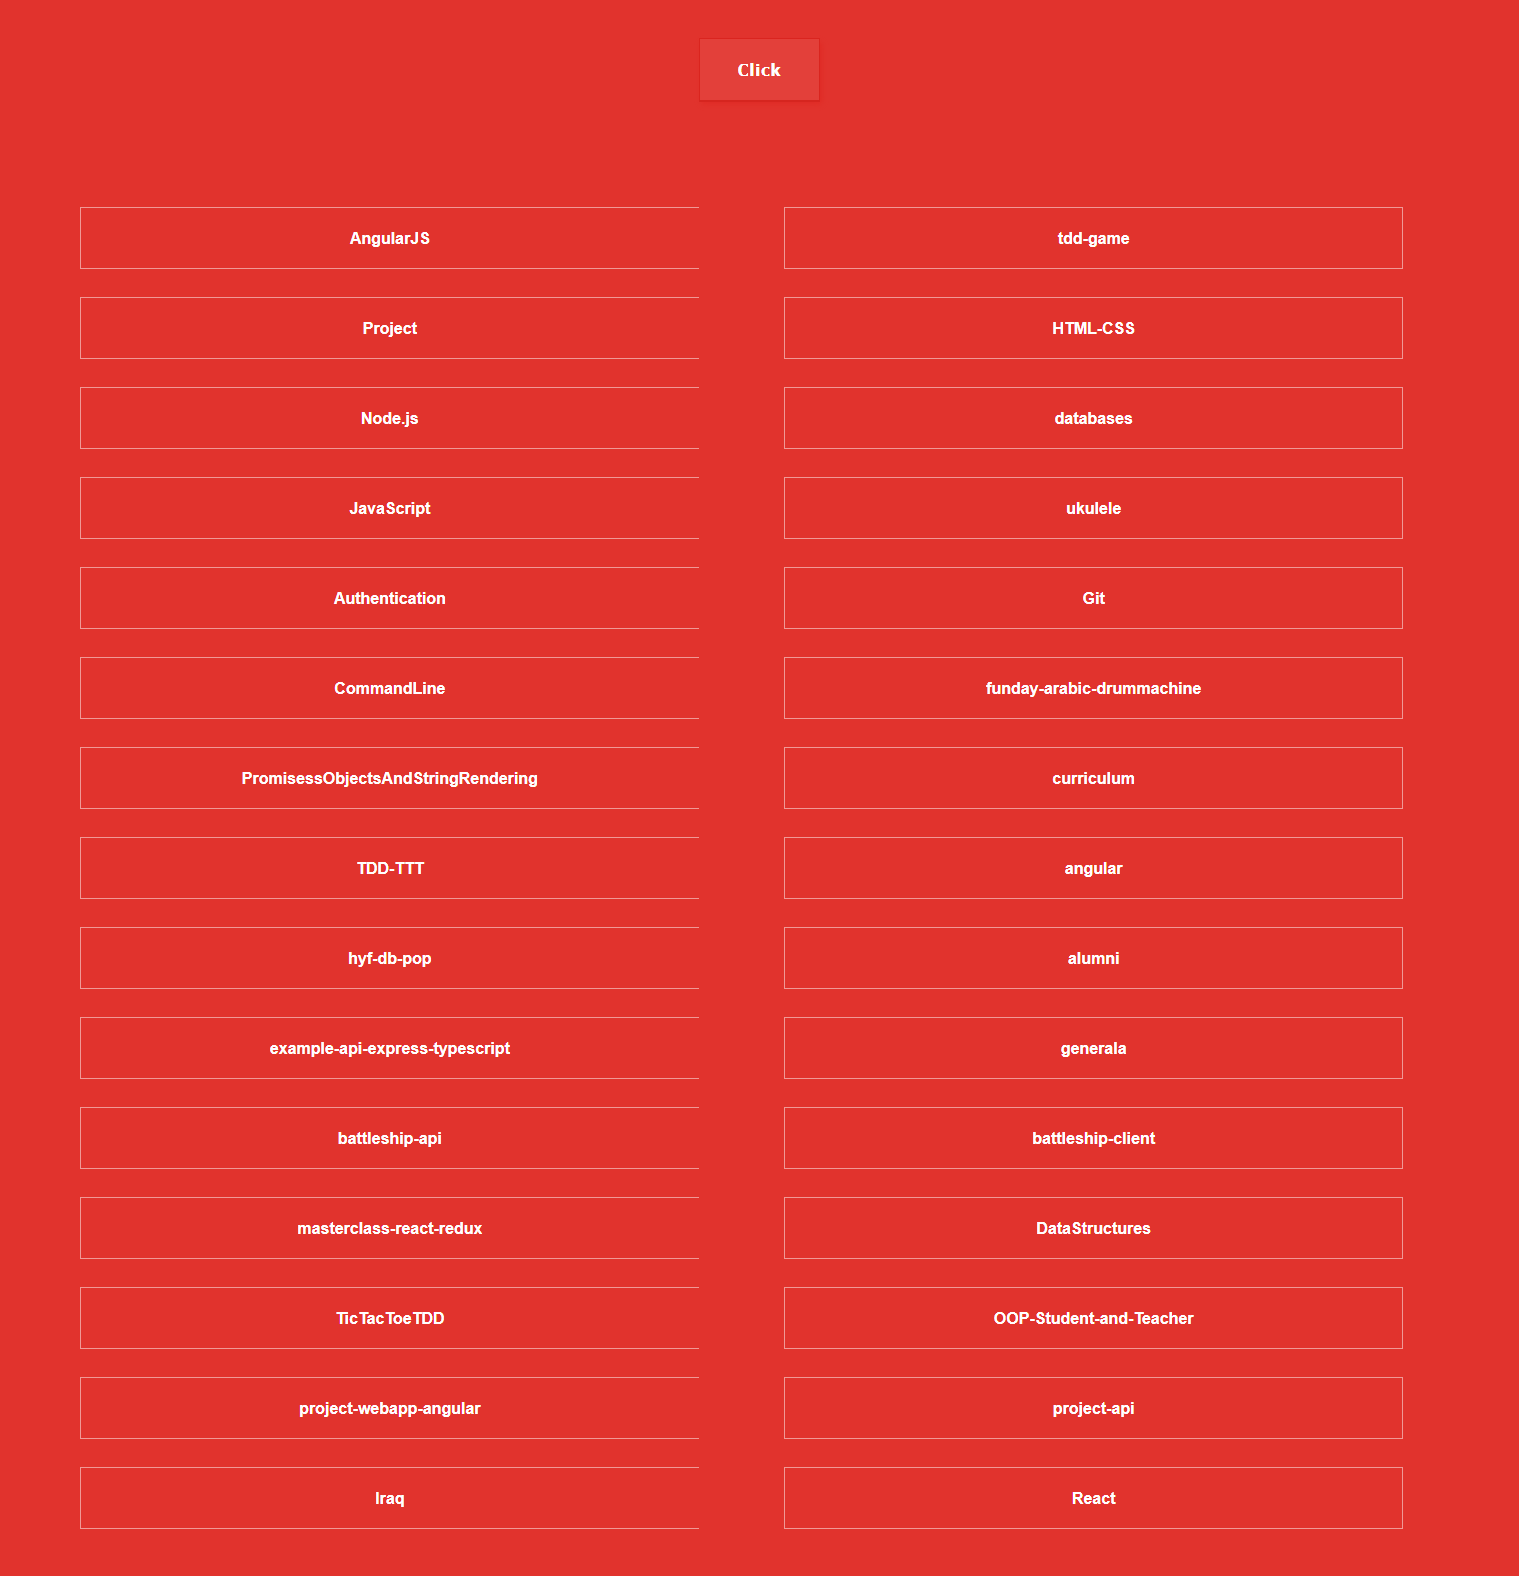 Click
AngularJS
tdd-game
Project
HTML-CSS
Node.js
databases
JavaScript
ukulele
Authentication
Git
CommandLine
funday-arabic-drummachine
PromisessObjectsAndStringRendering
curriculum
TDD-TTT
angular
hyf-db-pop
alumni
example-api-express-typescript
generala
battleship-api
battleship-client
masterclass-react-redux
DataStructures
TicTacToeTDD
OOP-Student-and-Teacher
project-webapp-angular
project-api
Iraq
React